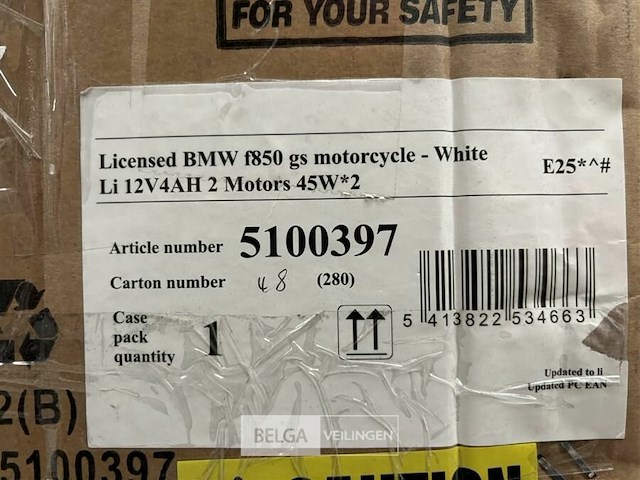 FOR YOUR SAFETY
Licensed BMW f850 gs motorcycle - White
Li 12V4AH 2 Motors 45W*2
E25*^#
Article number 5100397
Carton number 48 (280)
Case
pack
quantity 1
5 413822 534663
Updated to li
Updated PC EAN
BELGA VEILINGEN
2(B)
5100397
CAUTION